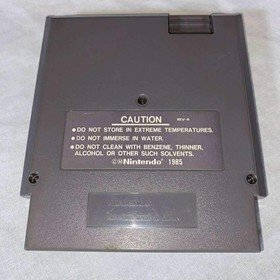 CAUTION
REV-A
• DO NOT STORE IN EXTREME TEMPERATURES.
• DO NOT IMMERSE IN WATER.
• DO NOT CLEAN WITH BENZENE, THINNER,
ALCOHOL OR OTHER SUCH SOLVENTS.
©Ⓜ Nintendo® 1985